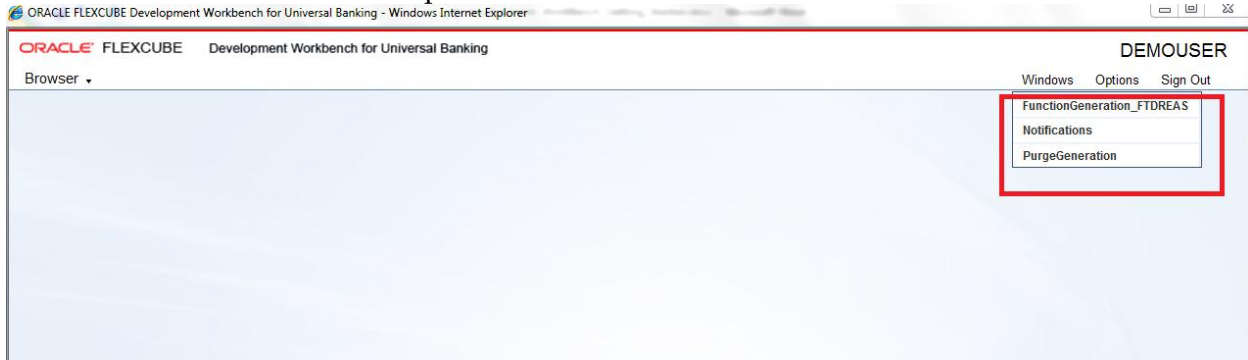 ORACLE FLEXCUBE Development Workbench for Universal Banking - Windows Internet Explorer
ORACLE FLEXCUBE Development Workbench for Universal Banking DEMOUSER
Browser Windows Options Sign Out
FunctionGeneration_FTDREAS
Notifications
PurgeGeneration